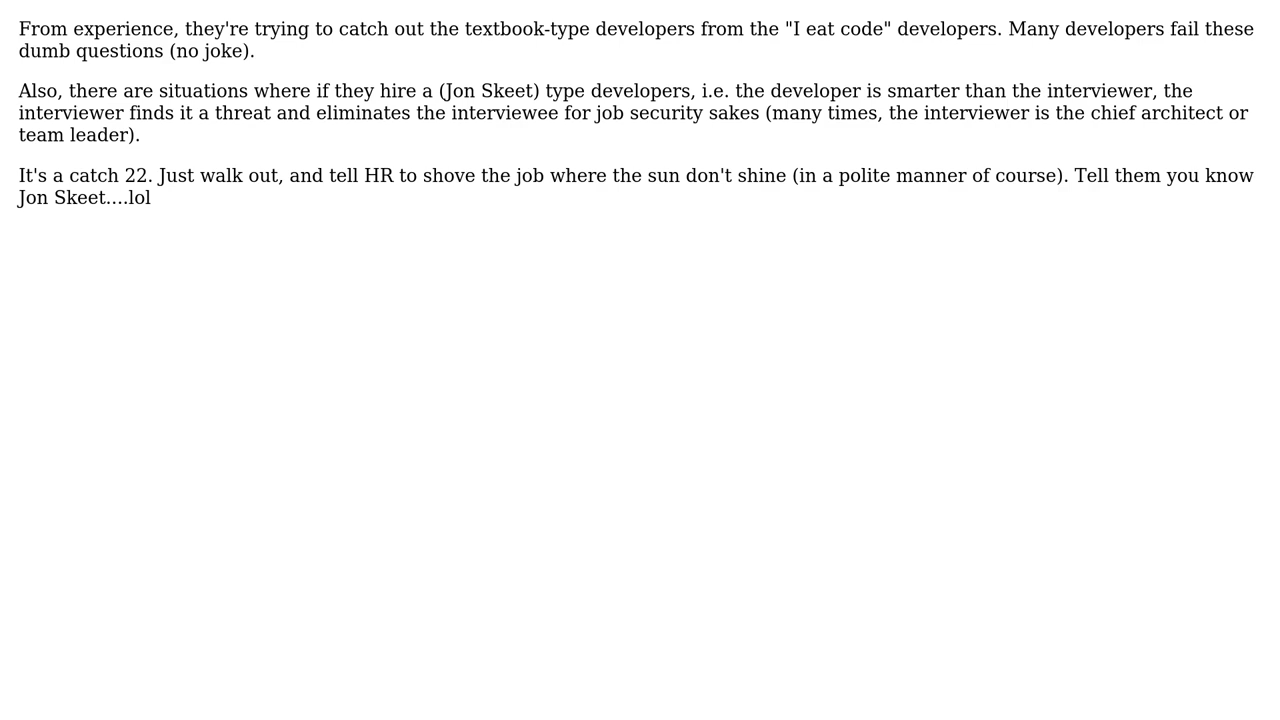 From experience, they're trying to catch out the textbook-type developers from the "I eat code" developers. Many developers fail these
dumb questions (no joke).
Also, there are situations where if they hire a (Jon Skeet) type developers, i.e. the developer is smarter than the interviewer, the
interviewer finds it a threat and eliminates the interviewee for job security sakes (many times, the interviewer is the chief architect or
team leader).
It's a catch 22. Just walk out, and tell HR to shove the job where the sun don't shine (in a polite manner of course). Tell them you know
Jon Skeet....lol